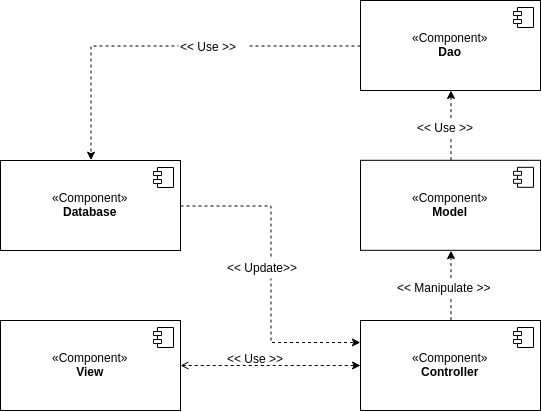 «Component»
Dao
<< Use >>
<< Use >>
«Component»
Database
«Component»
Model
<< Update>>
<< Manipulate >>
«Component»
View
<< Use >>
«Component»
Controller